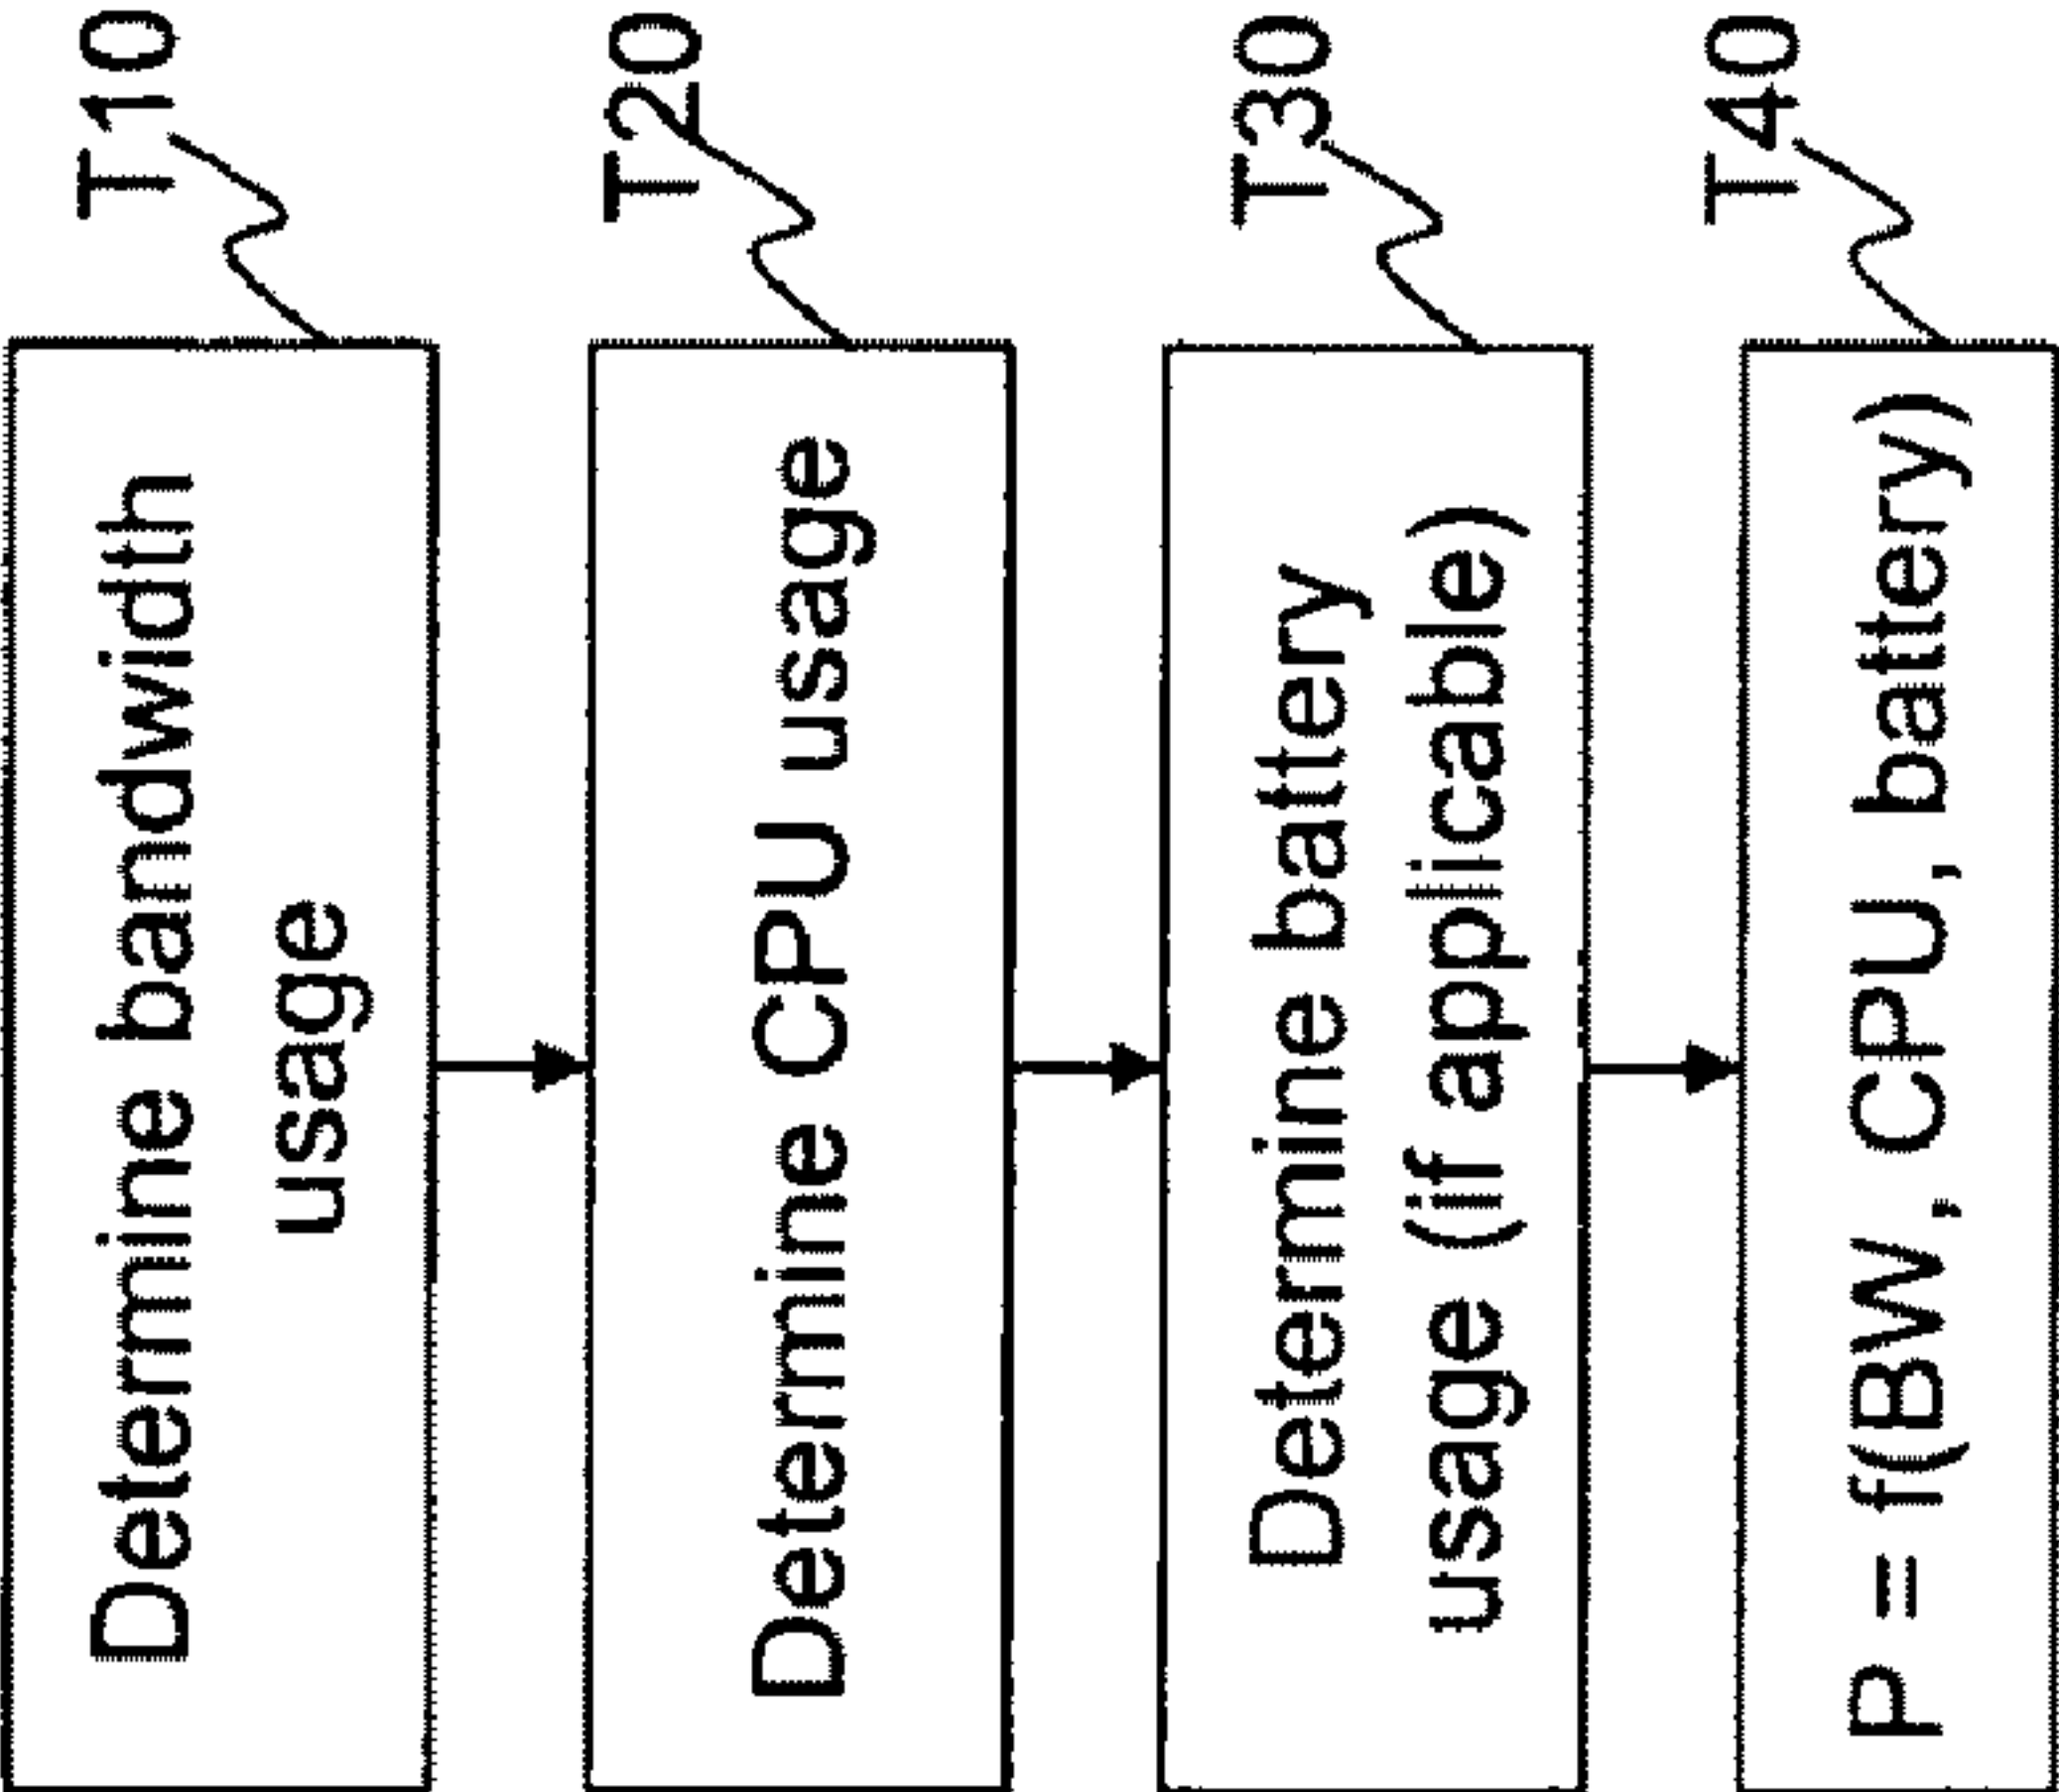 Determine bandwidth
usage
T10
Determine CPU usage
T20
Determine battery
usage (if applicable)
T30
P = f(BW, CPU, battery)
T40